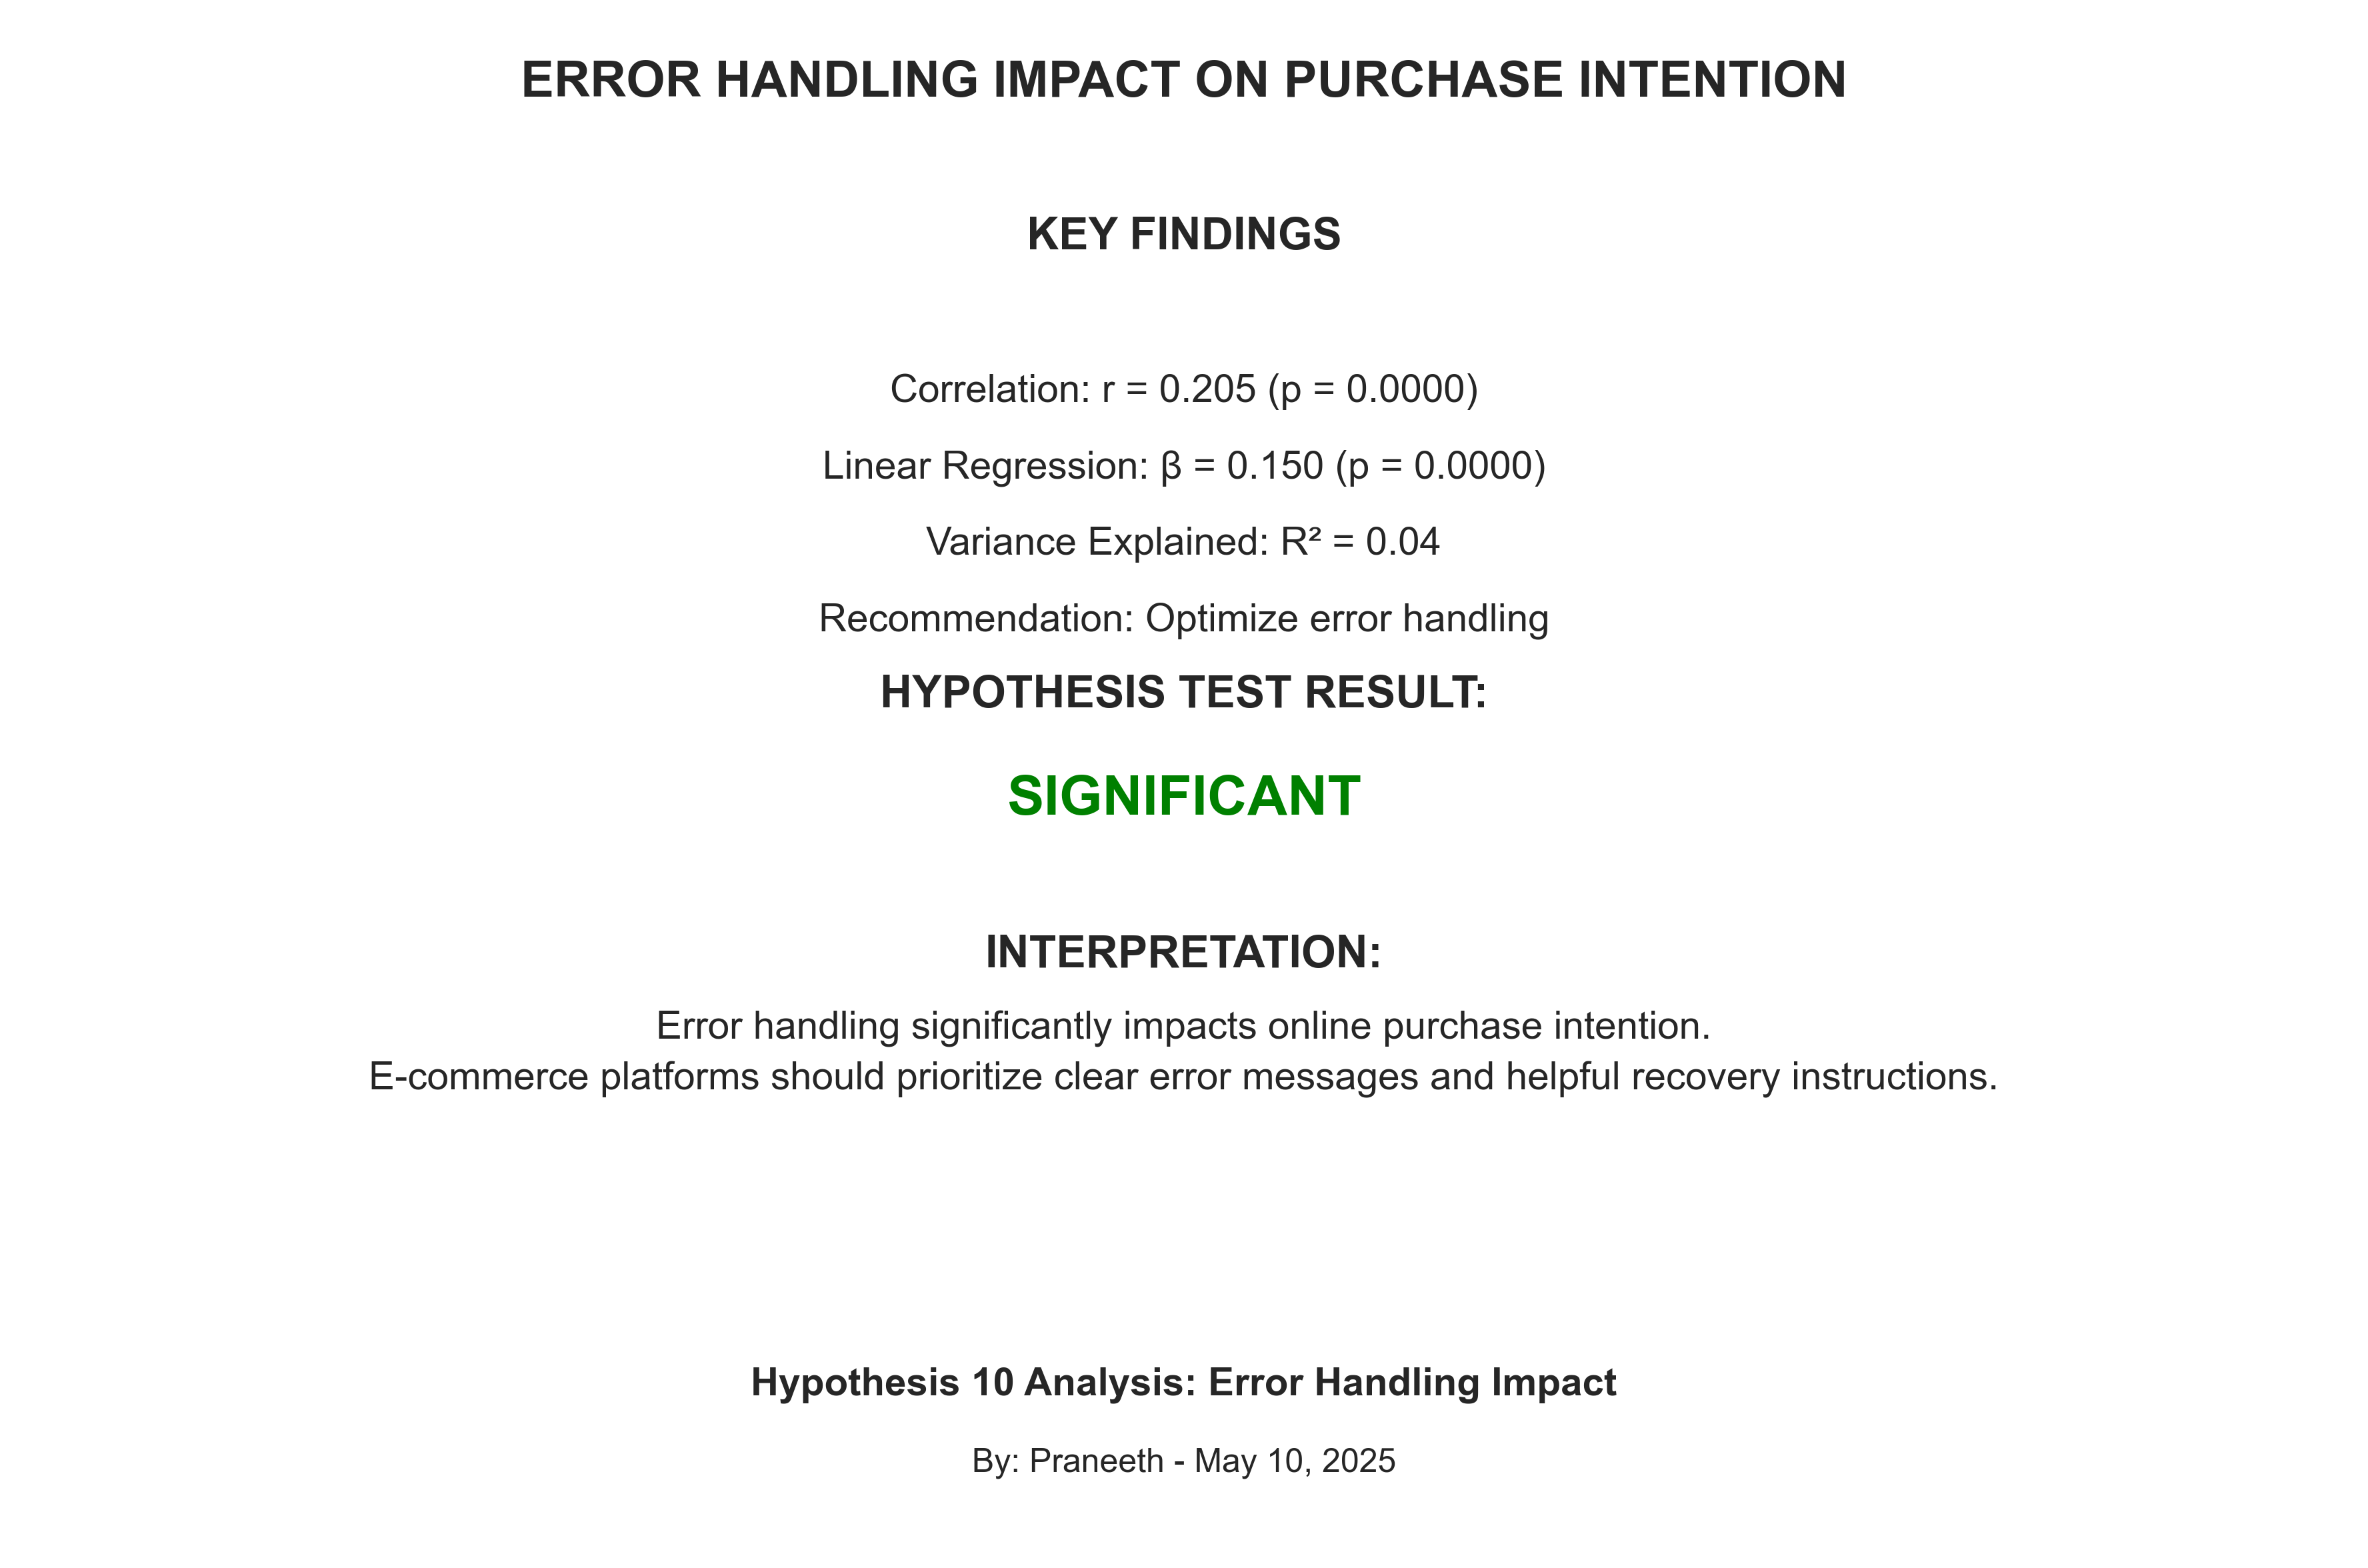 ERROR HANDLING IMPACT ON PURCHASE INTENTION
KEY FINDINGS
Correlation: r = 0.205 (p = 0.0000)
Linear Regression: β = 0.150 (p = 0.0000)
Variance Explained: R² = 0.04
Recommendation: Optimize error handling
HYPOTHESIS TEST RESULT:
SIGNIFICANT
INTERPRETATION:
Error handling significantly impacts online purchase intention.
E-commerce platforms should prioritize clear error messages and helpful recovery instructions.
Hypothesis 10 Analysis: Error Handling Impact
By: Praneeth - May 10, 2025